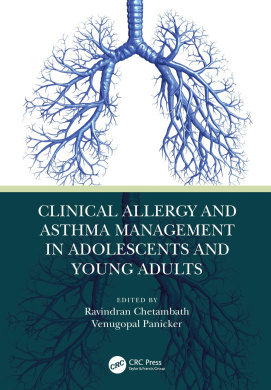 CLINICAL ALLERGY AND
ASTHMA MANAGEMENT
IN ADOLESCENTS AND
YOUNG ADULTS
EDITED BY
Ravindran Chetambath
Venugopal Panicker
CRC
CRC Press
Taylor & Francis Group